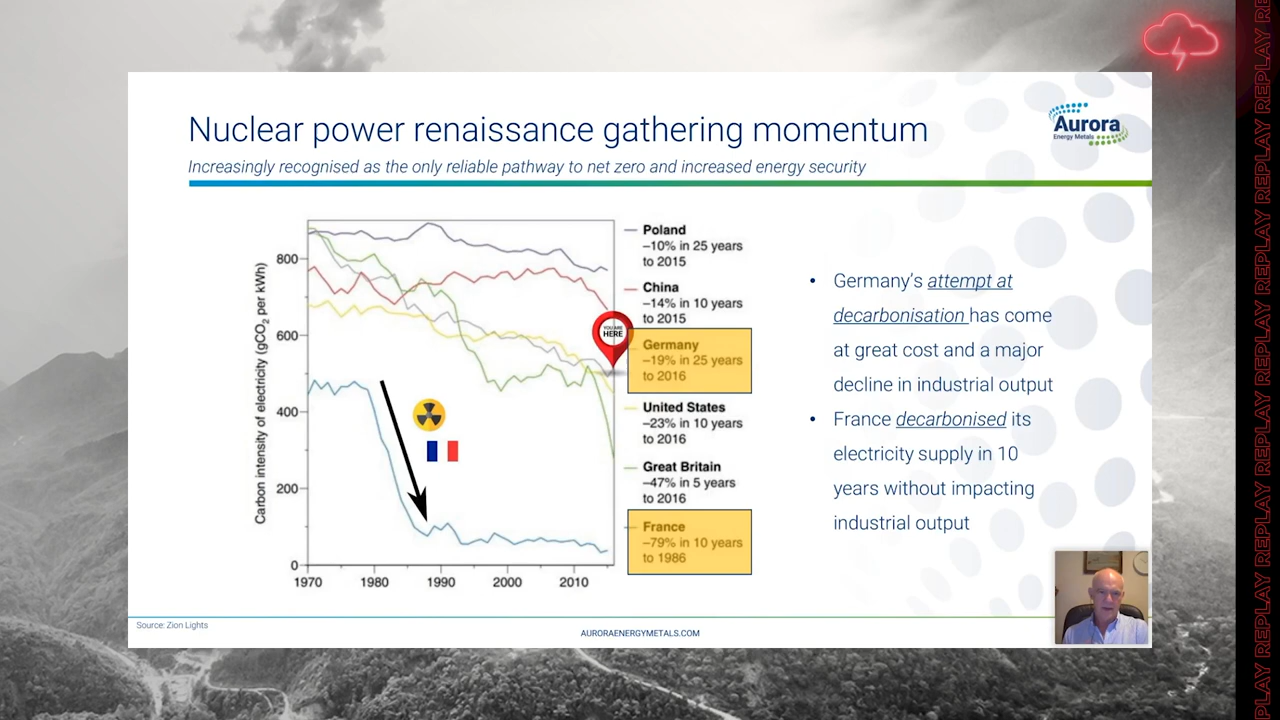 Nuclear power renaissance gathering momentum
Increasingly recognised as the only reliable pathway to net zero and increased energy security
Aurora
Energy Metals
Carbon intensity of electricity (gCO₂ per kWh)
800
600
400
200
0
1970
1980
1990
2000
2010
YOU ARE
HERE
Poland
–10% in 25 years
to 2015
China
–14% in 10 years
to 2015
Germany
–19% in 25 years
to 2016
United States
–23% in 10 years
to 2016
Great Britain
–47% in 5 years
to 2016
France
–79% in 10 years
to 1986
• Germany's attempt at
decarbonisation has come
at great cost and a major
decline in industrial output
• France decarbonised its
electricity supply in 10
years without impacting
industrial output
Source: Zion Lights
AURORAENERGYMETALS.COM
PLAY REPLAY REPLAY REPLAY REPLAY REPLAY REPLAY REPLAY RE